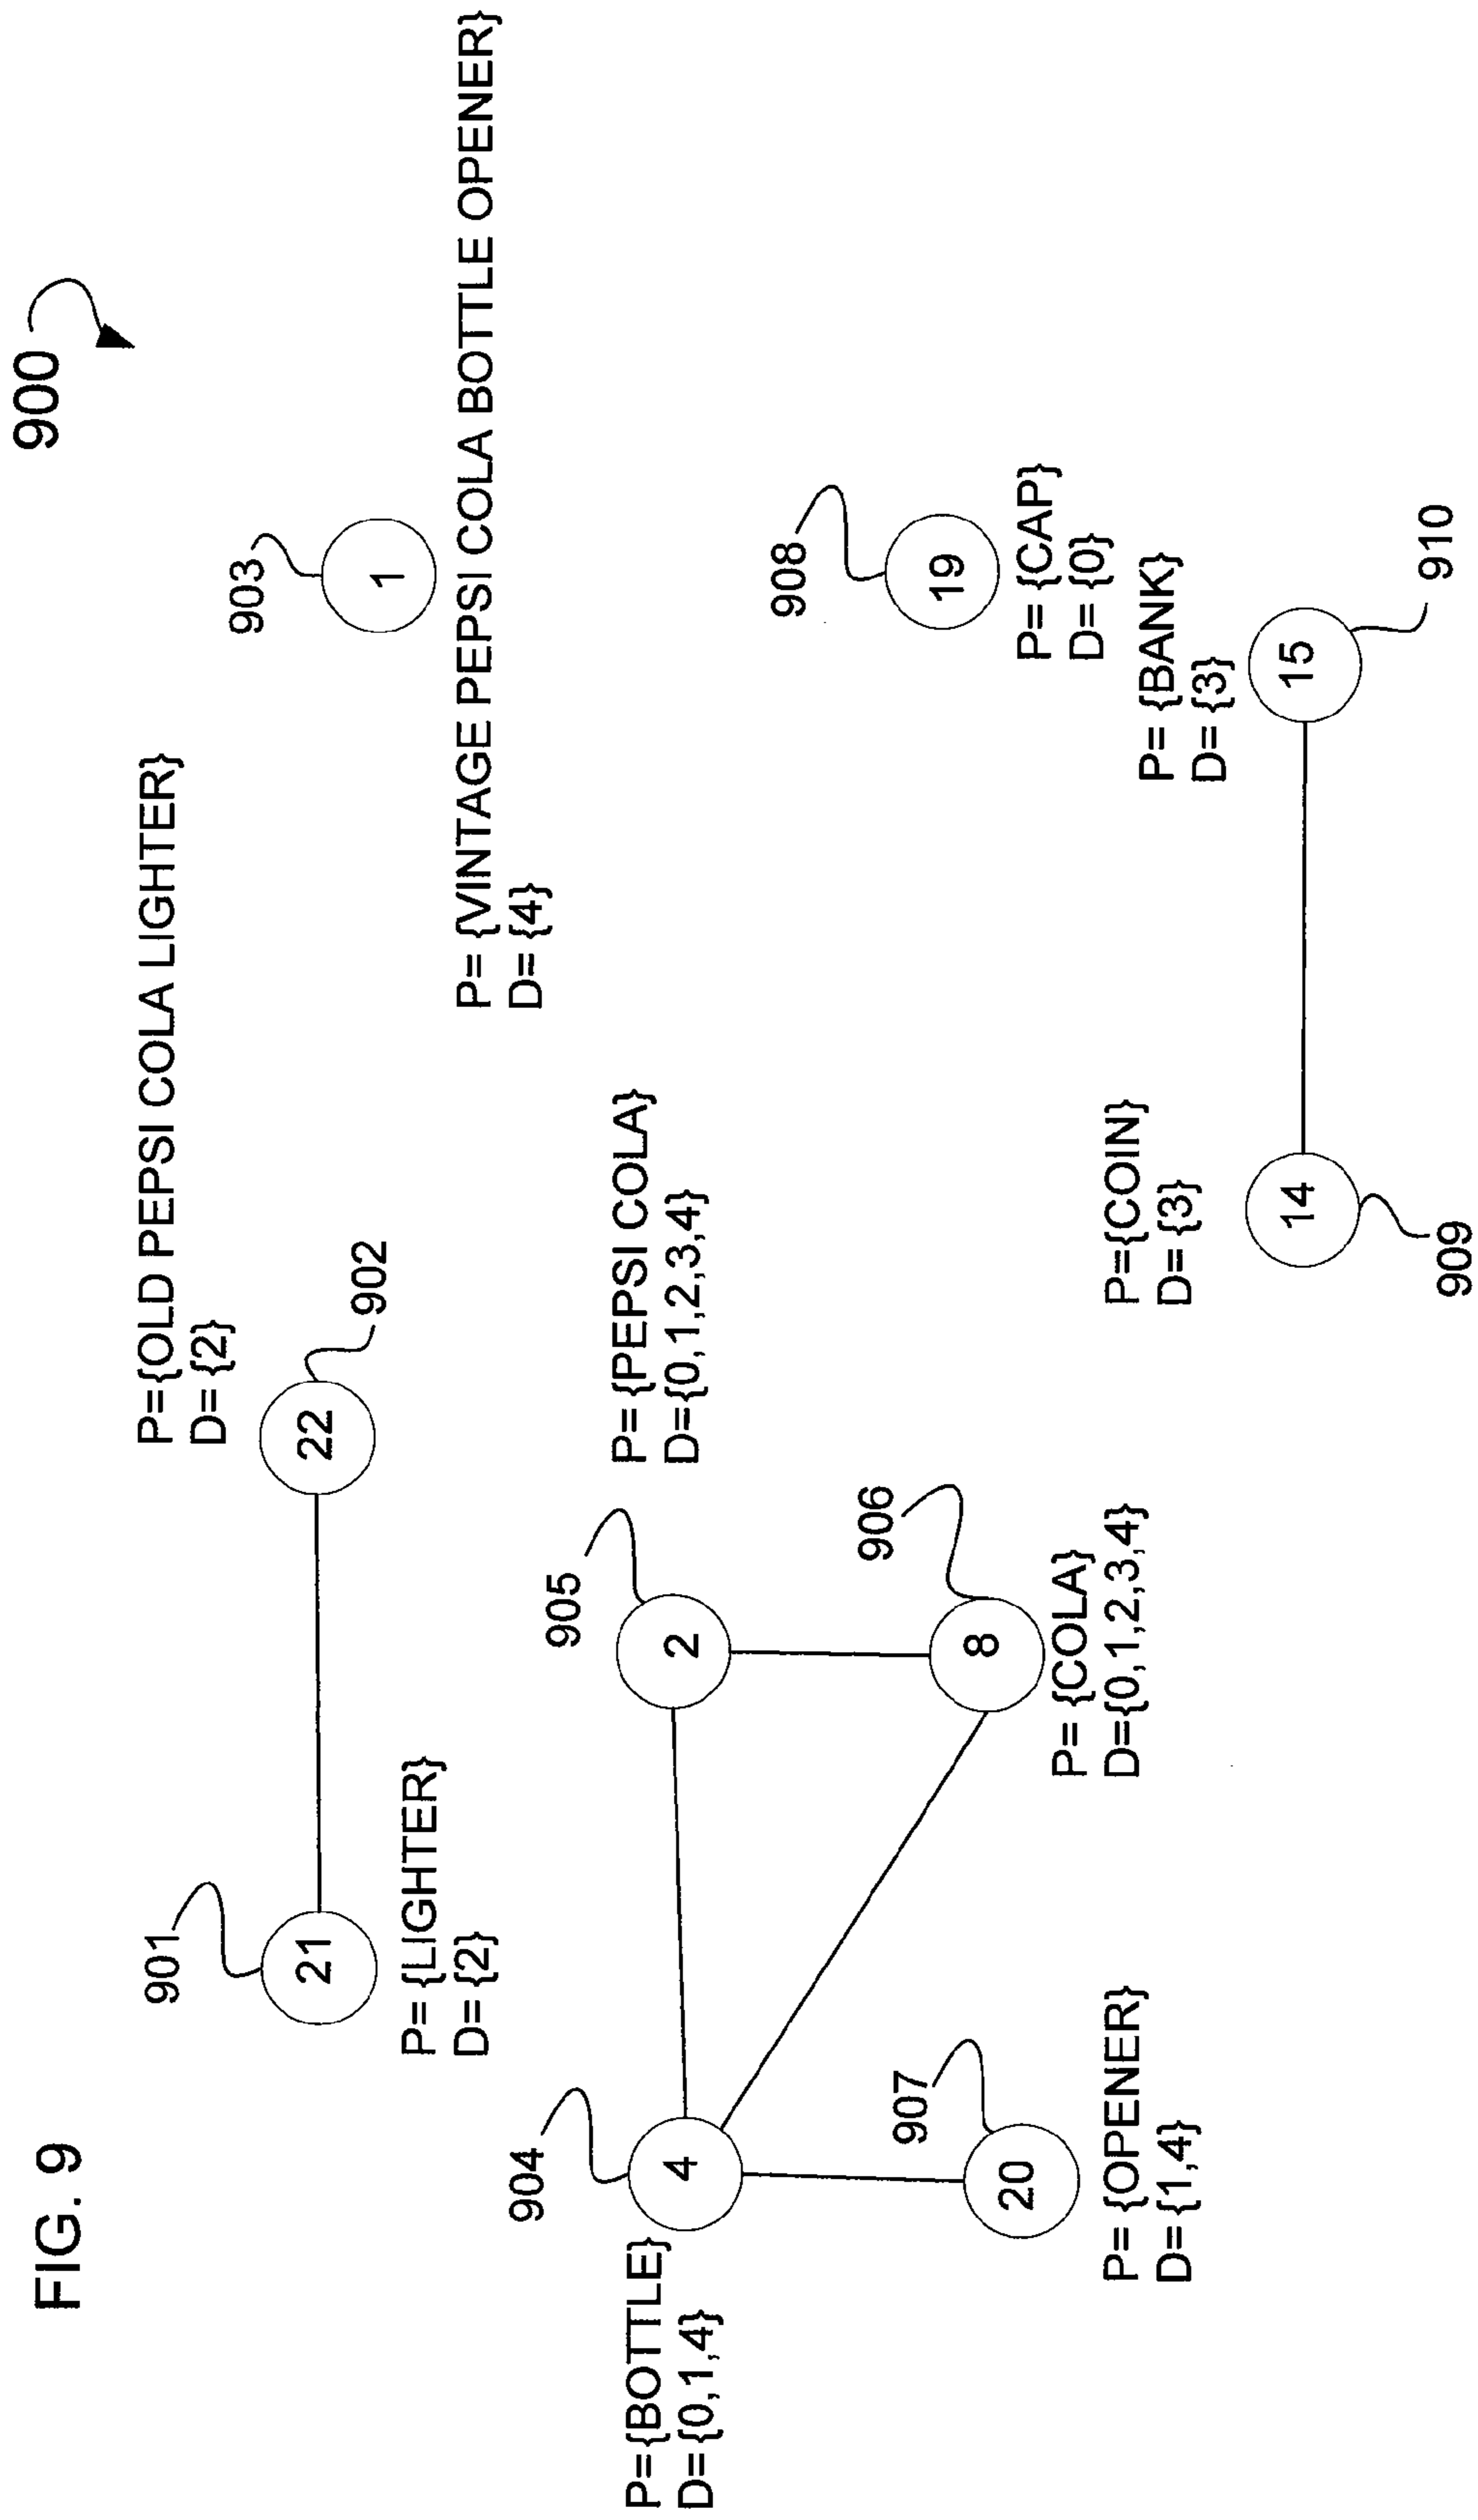 FIG. 9
900
901
21
P={LIGHTER}
D={2}
P={OLD PEPSI COLA LIGHTER}
D={2}
22
902
903
1
P={VINTAGE PEPSI COLA BOTTLE OPENER}
D={4}
904
4
P={BOTTLE}
D={0,1,4}
905
2
P={PEPSI COLA}
D={0,1,2,3,4}
906
8
P={COLA}
D={0,1,2,3,4}
907
20
P={OPENER}
D={1,4}
908
19
P={CAP}
D={0}
P={COIN}
D={3}
14
909
P={BANK}
D={3}
15
910